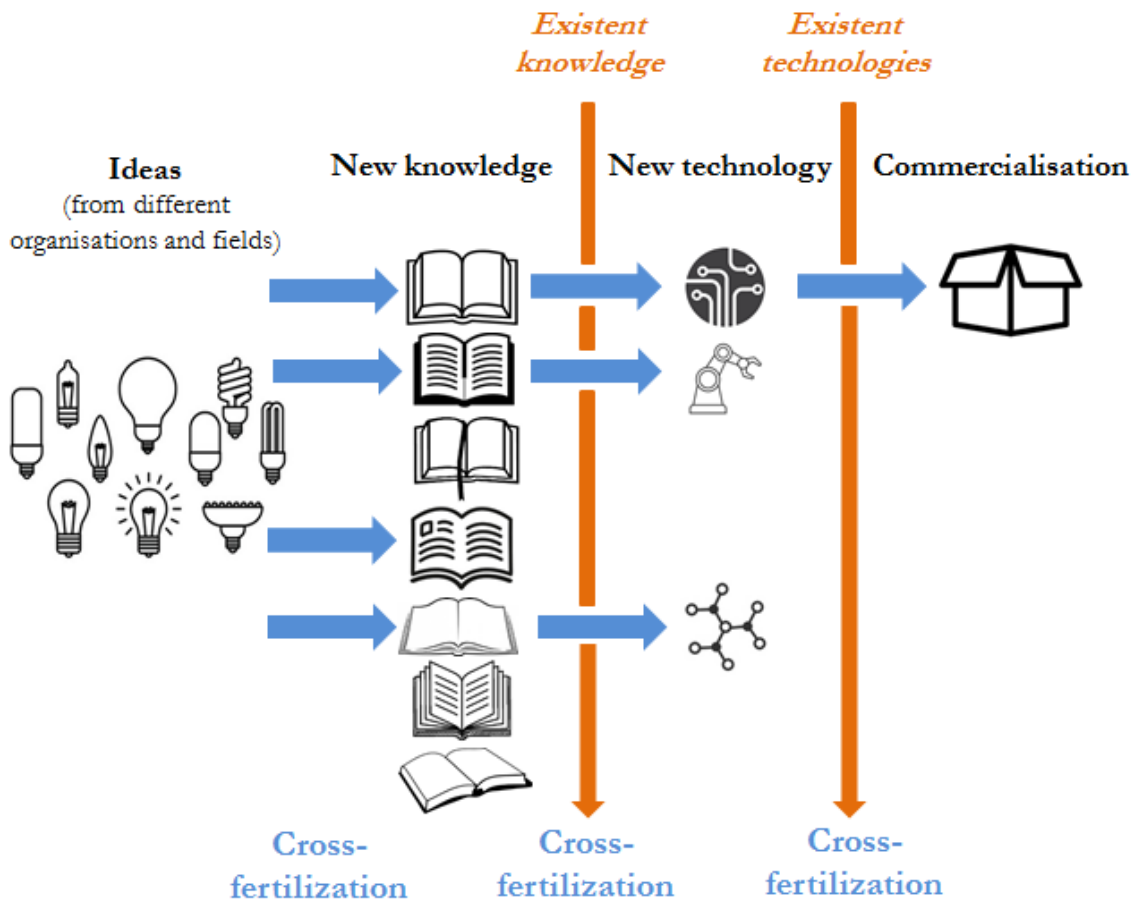 Existent
knowledge
Existent
technologies
Ideas
(from different
organisations and fields)
New knowledge
New technology
Commercialisation
Cross-
fertilization
Cross-
fertilization
Cross-
fertilization